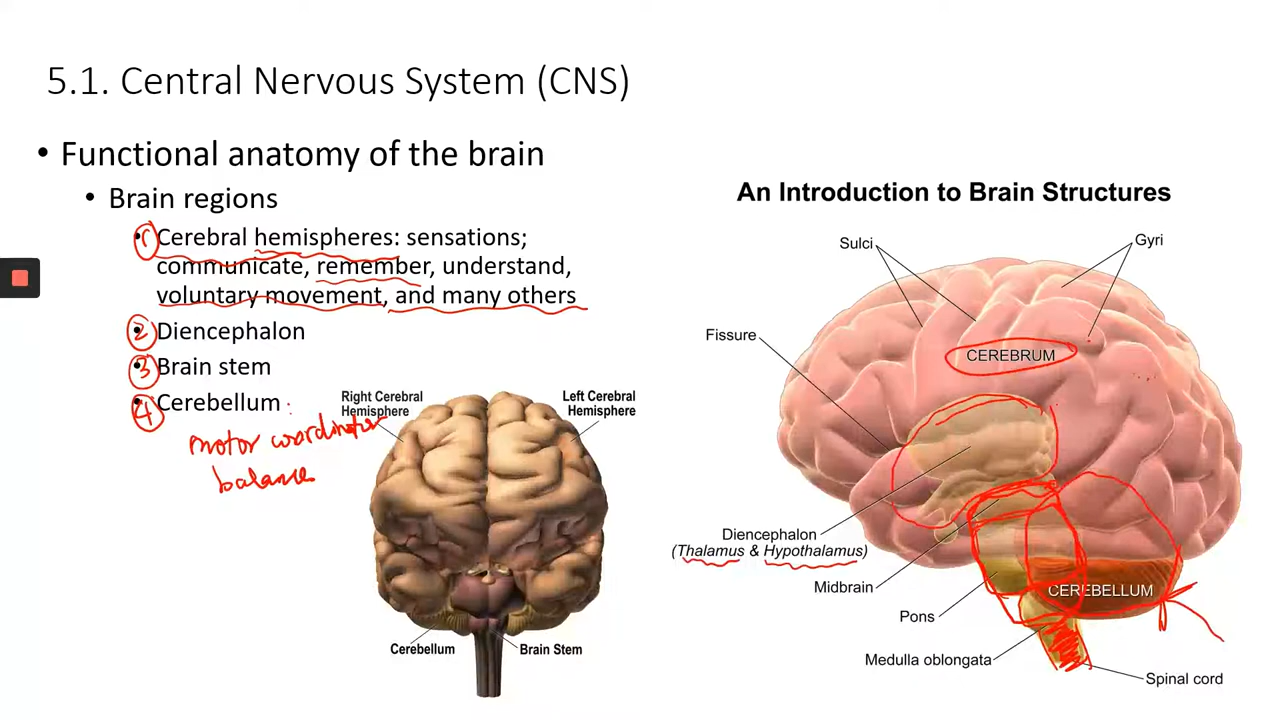 5.1. Central Nervous System (CNS)
• Functional anatomy of the brain
• Brain regions
1 Cerebral hemispheres: sensations;
communicate, remember, understand,
voluntary movement, and many others
2 Diencephalon
3 Brain stem
4 Cerebellum :
motor coordination
balance
Right Cerebral
Hemisphere
Left Cerebral
Hemisphere
Cerebellum
Brain Stem
An Introduction to Brain Structures
Sulci
Gyri
Fissure
CEREBRUM
Diencephalon
(Thalamus & Hypothalamus)
Midbrain
CEREBELLUM
Pons
Medulla oblongata
Spinal cord